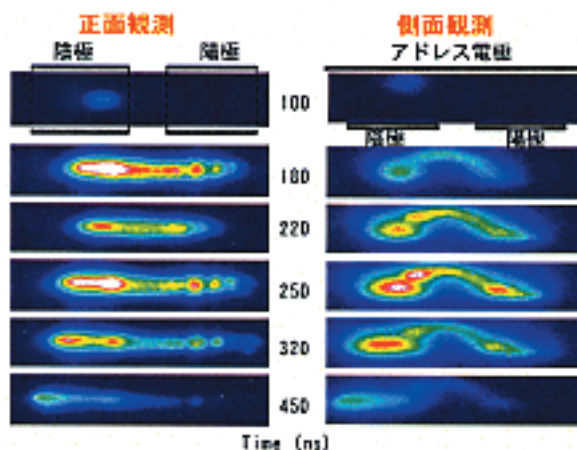 正面観測
側面観測
陰極
陽極
アドレス電極
100
陰極
陽極
180
220
250
320
450
Time (ns)